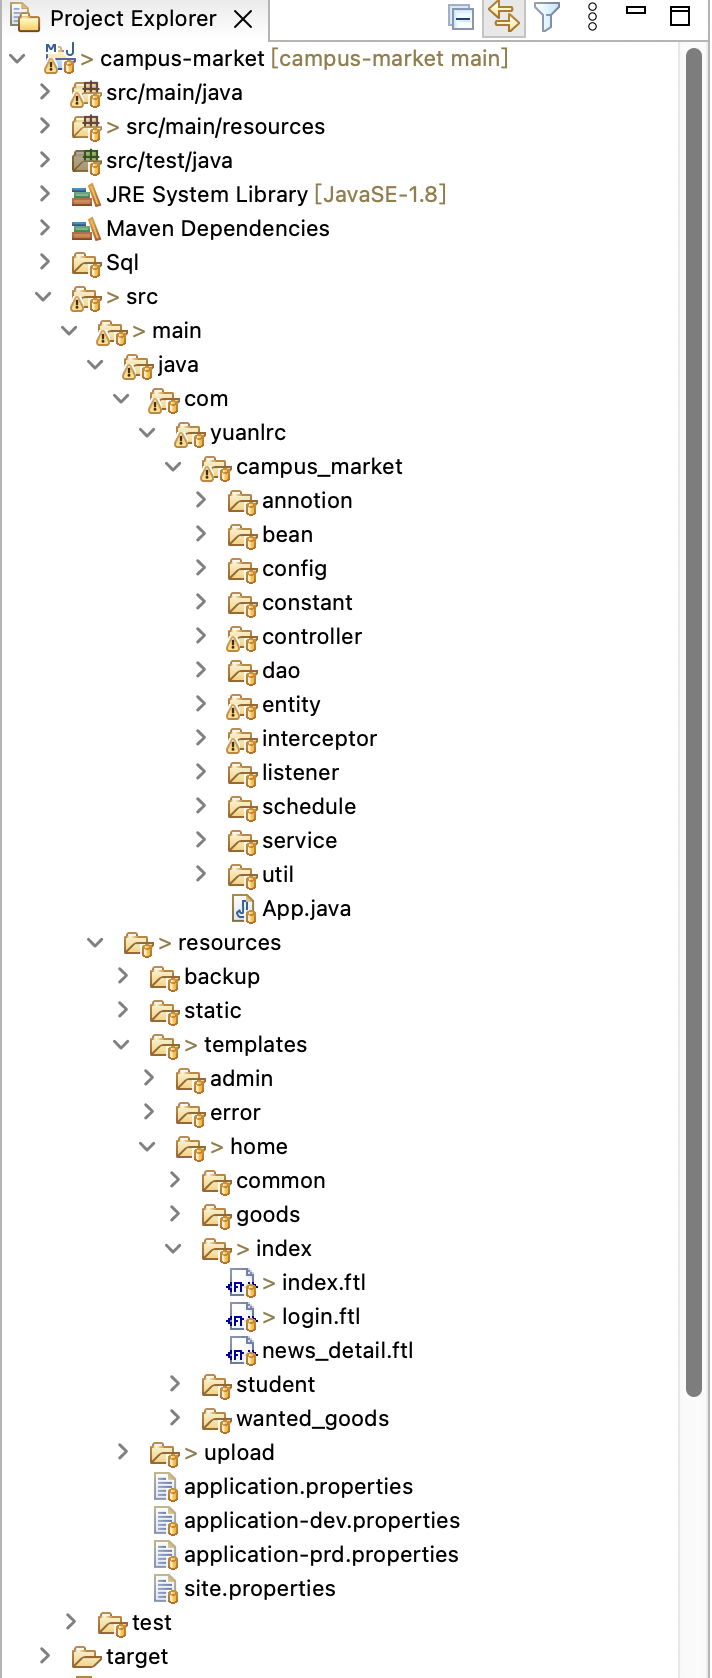 Project Explorer
> campus-market [campus-market main]
src/main/java
> src/main/resources
src/test/java
JRE System Library [JavaSE-1.8]
Maven Dependencies
Sql
> src
> main
java
com
yuanlrc
campus_market
annotion
bean
config
constant
controller
dao
entity
interceptor
listener
schedule
service
util
App.java
> resources
backup
static
> templates
admin
error
> home
common
goods
> index
> index.ftl
> login.ftl
news_detail.ftl
student
wanted_goods
> upload
application.properties
application-dev.properties
application-prd.properties
site.properties
test
target